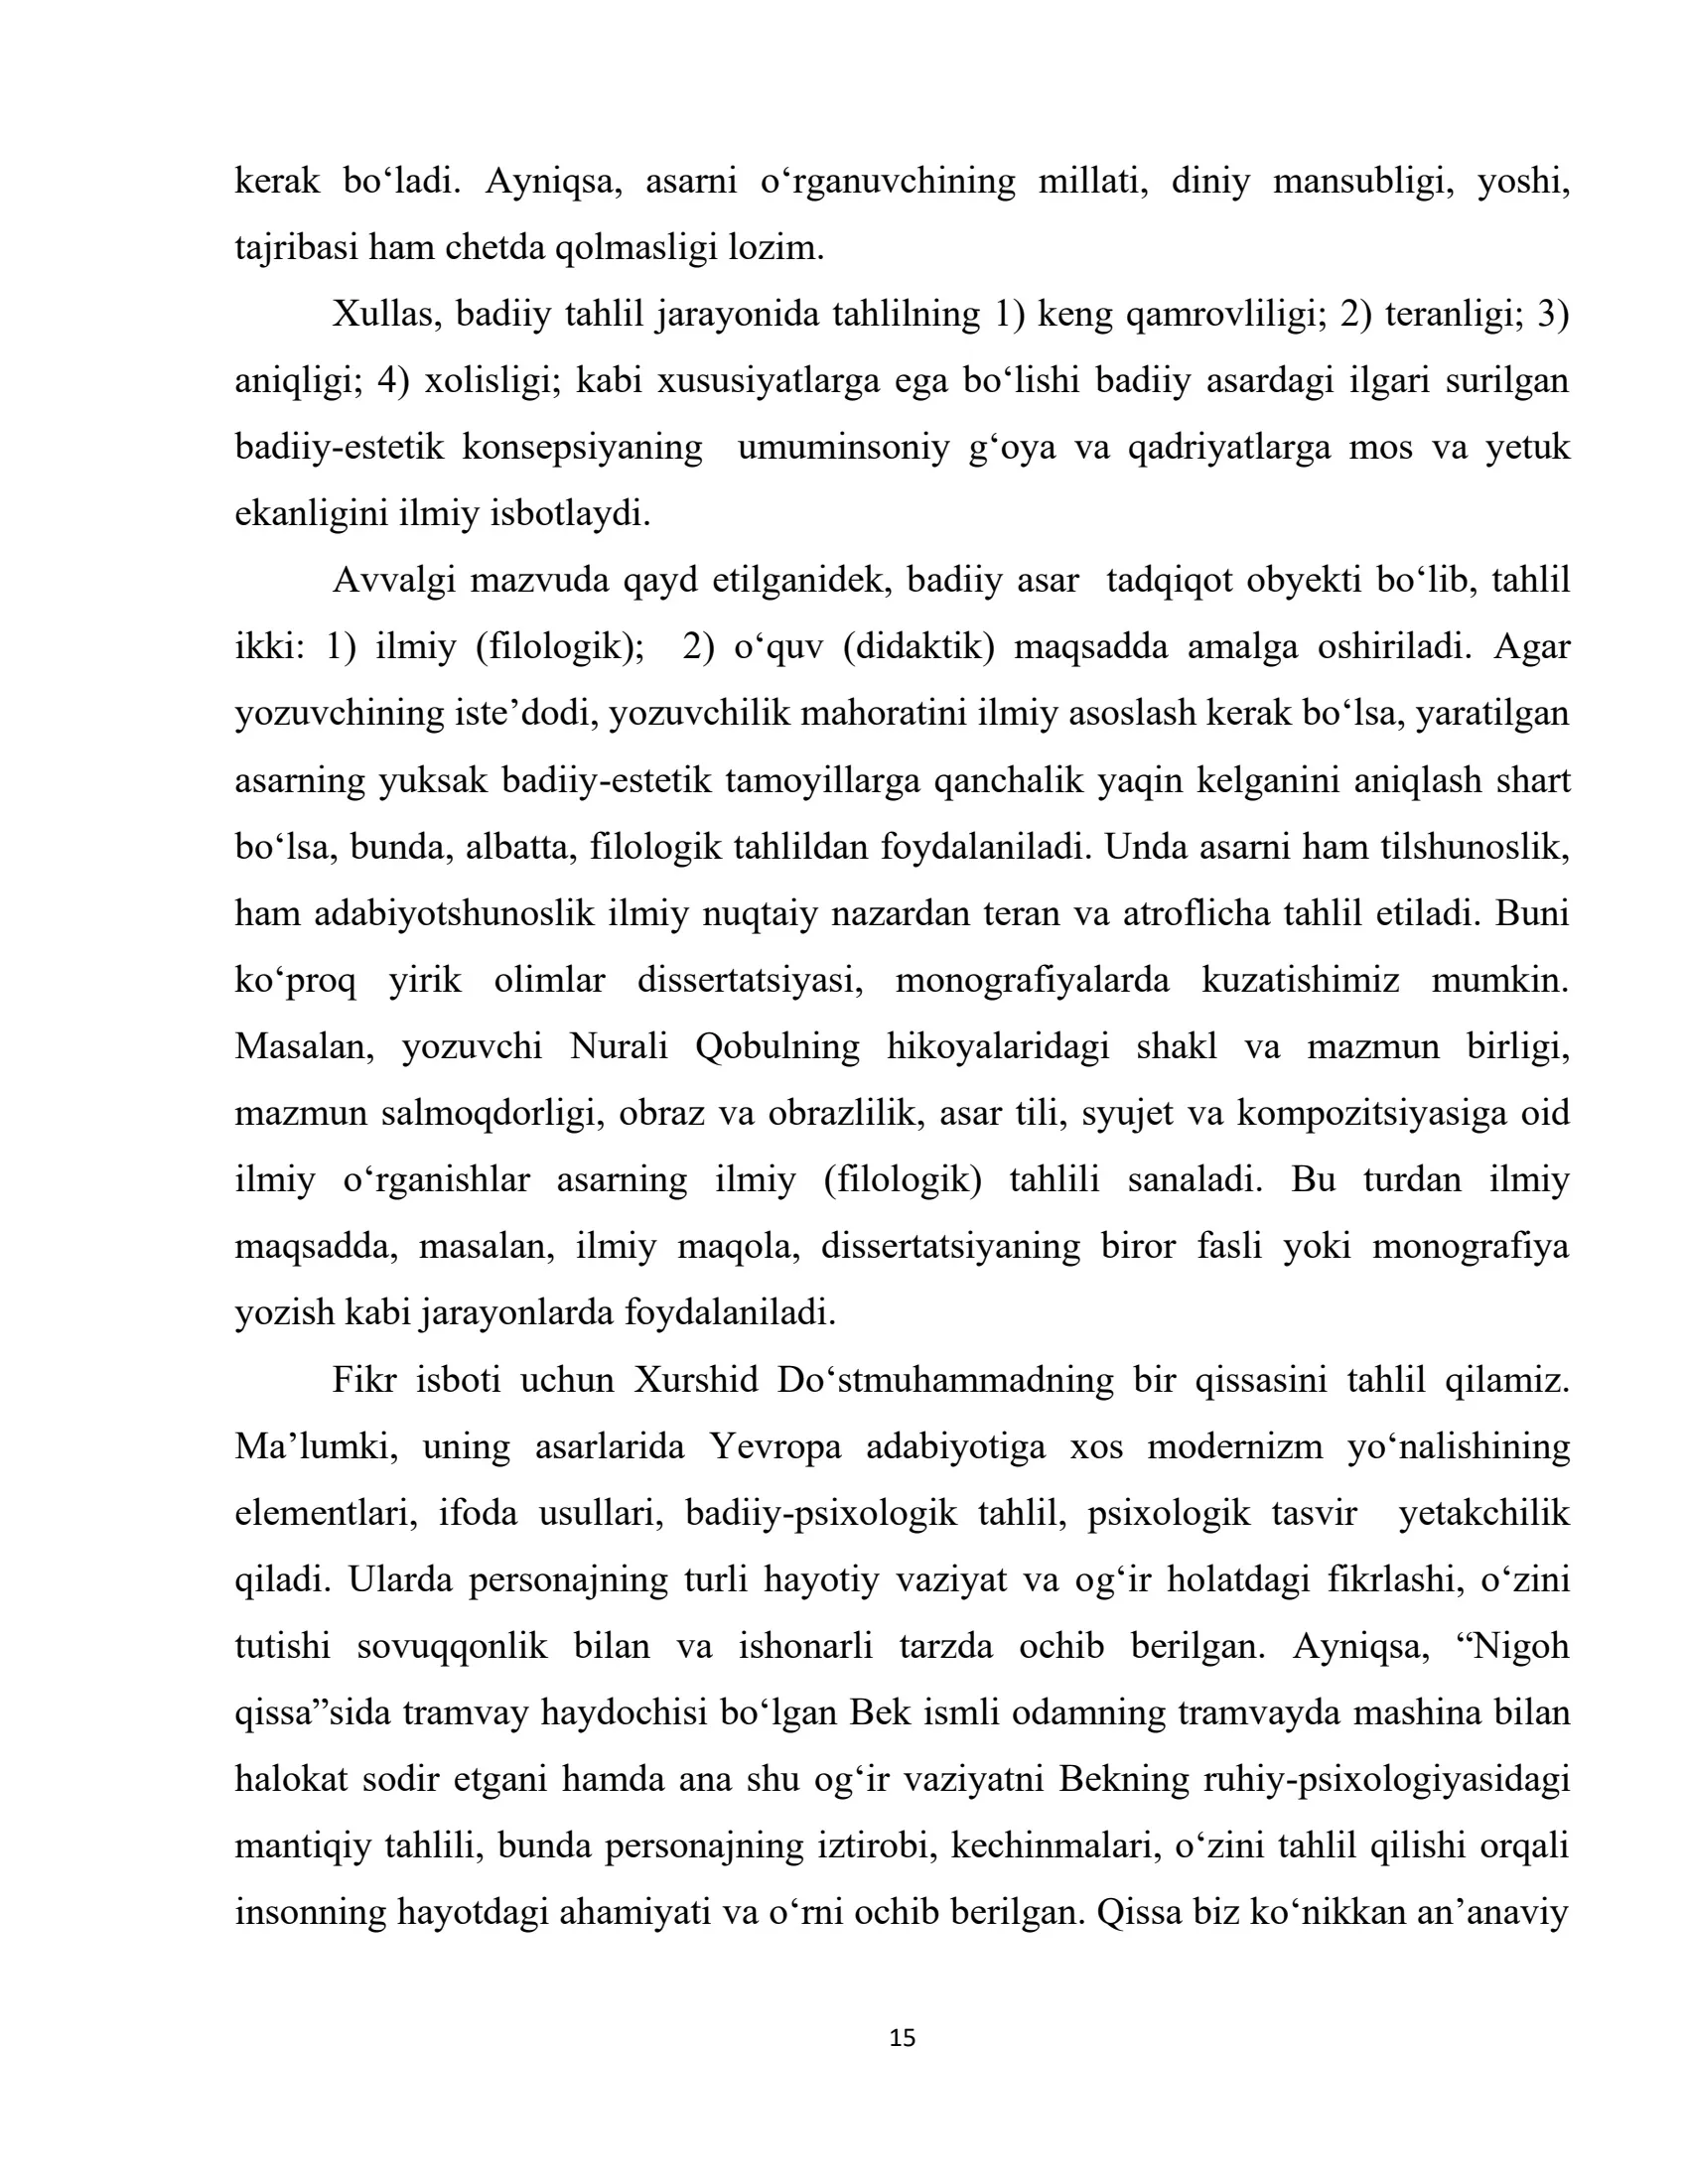 kerak bo‘ladi. Ayniqsa, asarni o‘rganuvchining millati, diniy mansubligi, yoshi,
tajribasi ham chetda qolmasligi lozim.
Xullas, badiiy tahlil jarayonida tahlilning 1) keng qamrovliligi; 2) teranligi; 3)
aniqligi; 4) xolisligi; kabi xususiyatlarga ega bo‘lishi badiiy asardagi ilgari surilgan
badiiy-estetik konsepsiyaning umuminsoniy g‘oya va qadriyatlarga mos va yetuk
ekanligini ilmiy isbotlaydi.
Avvalgi mazvuda qayd etilganidek, badiiy asar tadqiqot obyekti bo‘lib, tahlil
ikki: 1) ilmiy (filologik); 2) o‘quv (didaktik) maqsadda amalga oshiriladi. Agar
yozuvchining iste’dodi, yozuvchilik mahoratini ilmiy asoslash kerak bo‘lsa, yaratilgan
asarning yuksak badiiy-estetik tamoyillarga qanchalik yaqin kelganini aniqlash shart
bo‘lsa, bunda, albatta, filologik tahlildan foydalaniladi. Unda asarni ham tilshunoslik,
ham adabiyotshunoslik ilmiy nuqtaiy nazardan teran va atroflicha tahlil etiladi. Buni
ko‘proq yirik olimlar dissertatsiyasi, monografiyalarda kuzatishimiz mumkin.
Masalan, yozuvchi Nurali Qobulning hikoyalaridagi shakl va mazmun birligi,
mazmun salmoqdorligi, obraz va obrazlilik, asar tili, syujet va kompozitsiyasiga oid
ilmiy o‘rganishlar asarning ilmiy (filologik) tahlili sanaladi. Bu turdan ilmiy
maqsadda, masalan, ilmiy maqola, dissertatsiyaning biror fasli yoki monografiya
yozish kabi jarayonlarda foydalaniladi.
Fikr isboti uchun Xurshid Do‘stmuhammadning bir qissasini tahlil qilamiz.
Ma’lumki, uning asarlarida Yevropa adabiyotiga xos modernizm yo‘nalishining
elementlari, ifoda usullari, badiiy-psixologik tahlil, psixologik tasvir yetakchilik
qiladi. Ularda personajning turli hayotiy vaziyat va og‘ir holatdagi fikrlashi, o‘zini
tutishi sovuqqonlik bilan va ishonarli tarzda ochib berilgan. Ayniqsa, “Nigoh
qissa”sida tramvay haydochisi bo‘lgan Bek ismli odamning tramvayda mashina bilan
halokat sodir etgani hamda ana shu og‘ir vaziyatni Bekning ruhiy-psixologiyasidagi
mantiqiy tahlili, bunda personajning iztirobi, kechinmalari, o‘zini tahlil qilishi orqali
insonning hayotdagi ahamiyati va o‘rni ochib berilgan. Qissa biz ko‘nikkan an’anaviy
15